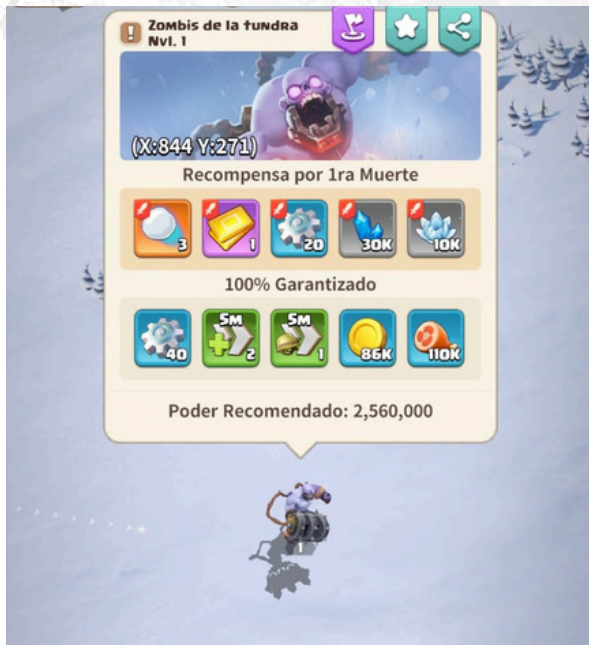 Zombis de la tundra
Nvl. 1
(X:844 Y:271)
Recompensa por 1ra Muerte
3 1 20 30K 10K
100% Garantizado
5M 5M
40 2 1 86K 110K
Poder Recomendado: 2,560,000
1